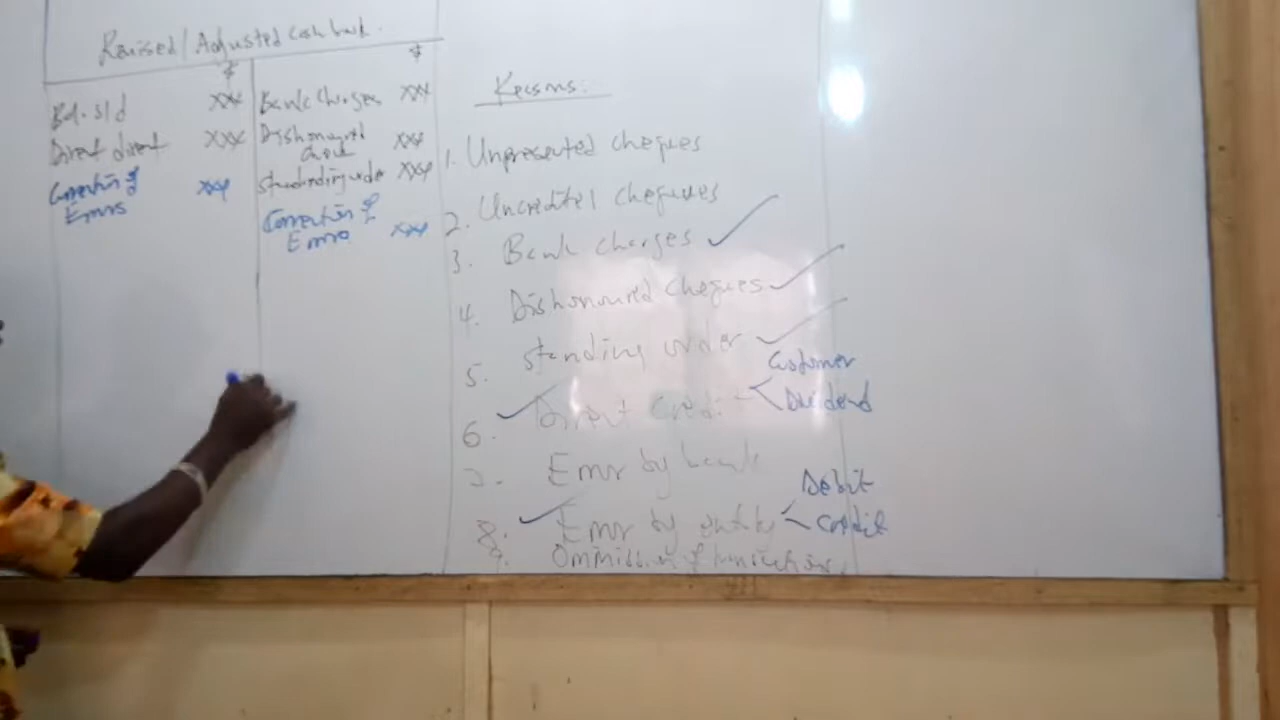 Revised/Adjusted Cash book.
$ $
Bal. b/d xxx Bank Charges xxx
Direct direct xxx Dishonoured xxx
Correction of xxx Standing order xxx
Errors
Correction of
Errors xxx
Reasons:
1. Unpresented cheques
2. Uncredited cheques
3. Bank charges
4. Dishonoured cheques
5. Standing order
Customer
6. Direct Credit Dividend
7. Error by bank
Debit
8. Error by entity Credit
9. Ommission of transactions